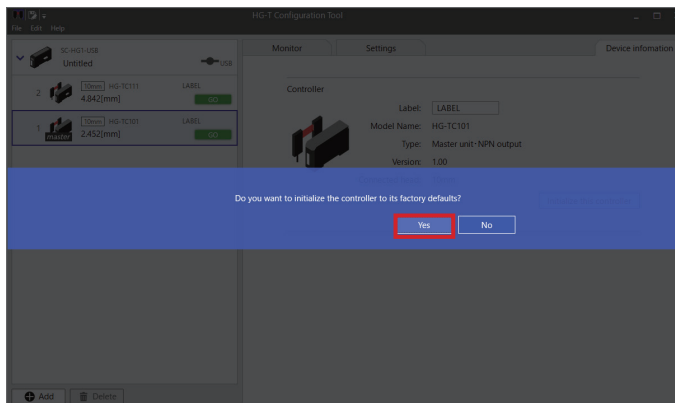 HG-T Configuration Tool
File Edit Help
SC-HG1-USB
Untitled
USB
2
10mm HG-TC111
LABEL
4.842[mm]
GO
1
master
10mm HG-TC101
LABEL
2.452[mm]
GO
Add
Delete
Monitor
Settings
Device infomation
Controller
Label: LABEL
Model Name: HG-TC101
Type: Master unit・NPN output
Version: 1.00
Do you want to initialize the controller to its factory defaults?
Yes
No